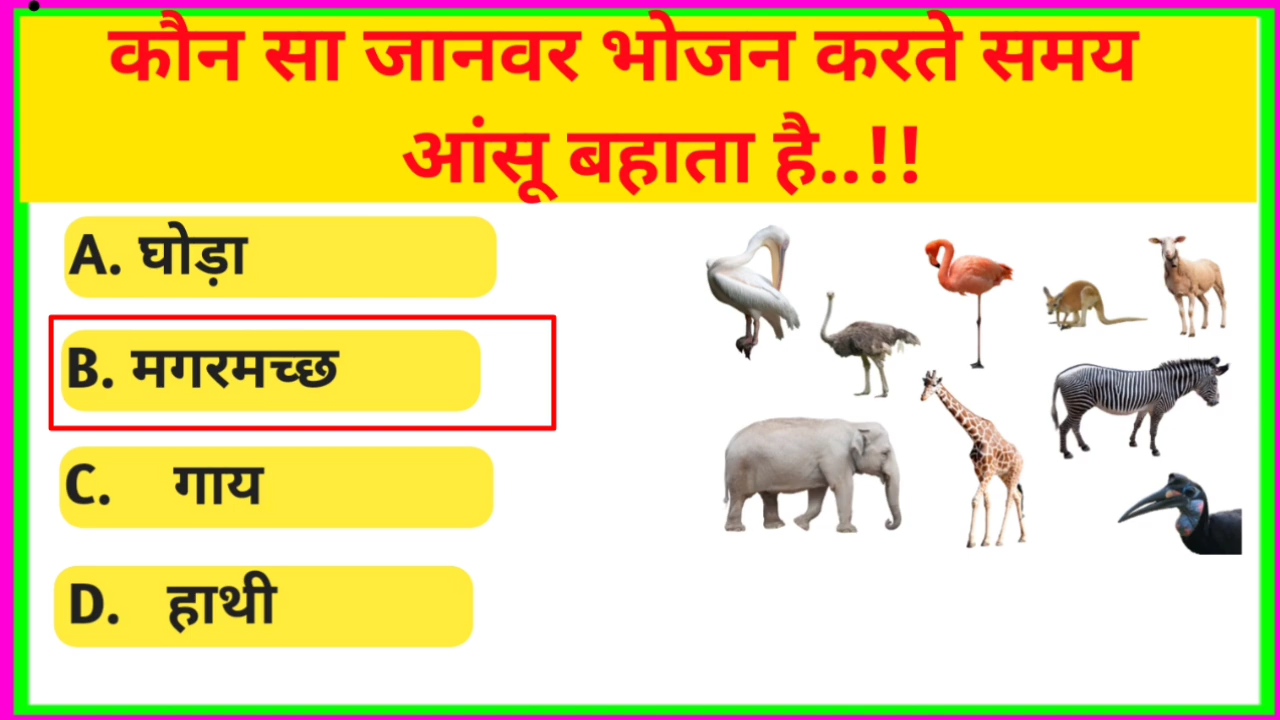 कौन सा जानवर भोजन करते समय
आंसू बहाता है..!!
A. घोड़ा
B. मगरमच्छ
C. गाय
D. हाथी